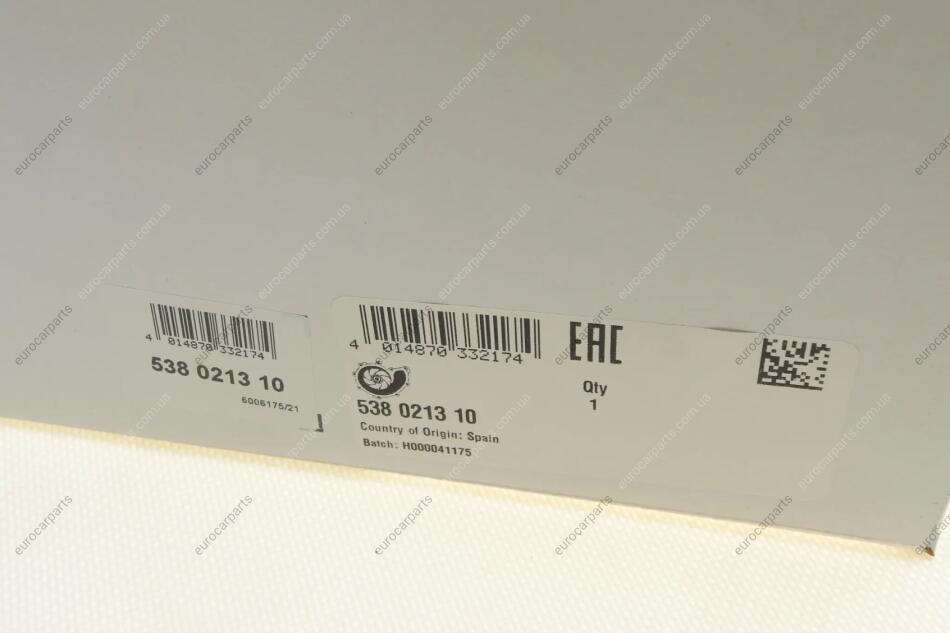 4 014870 332174
538 0213 10
6006175/21
4 014870 332174
EAC
538 0213 10
Qty
1
Country of Origin: Spain
Batch: H000041175
eurocarparts.com.ua